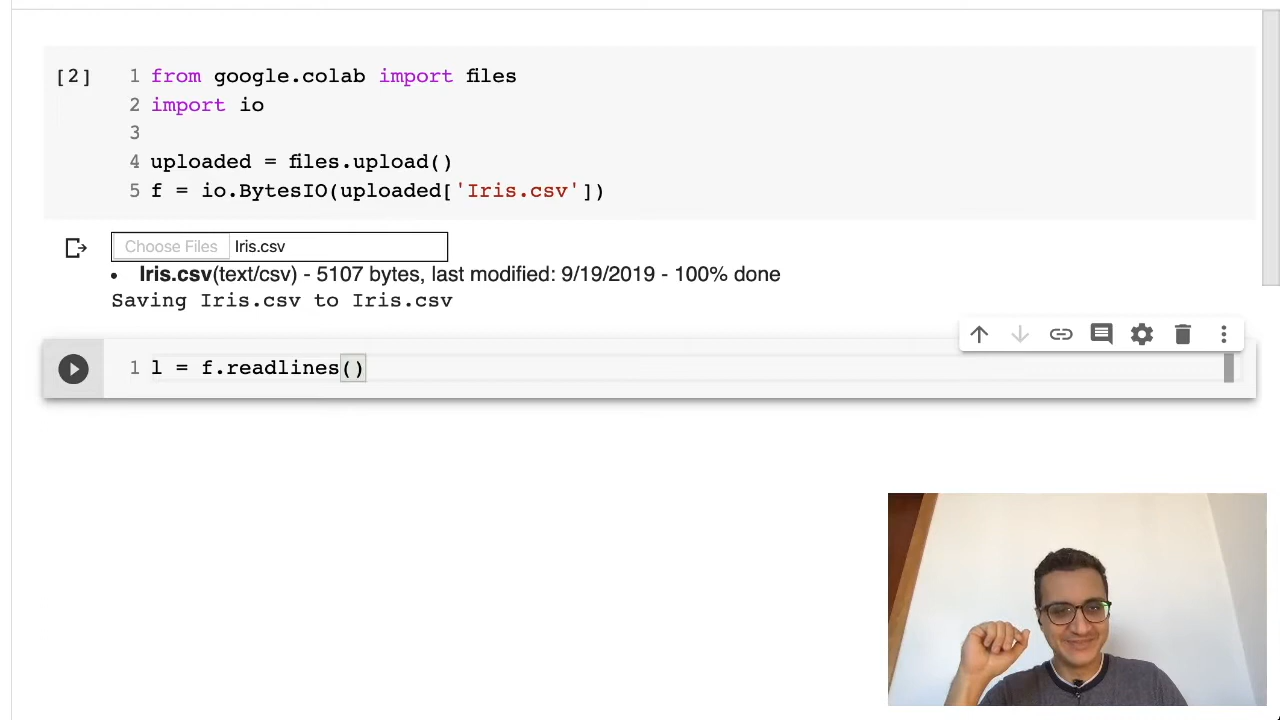 [2]
1 from google.colab import files
2 import io
3
4 uploaded = files.upload()
5 f = io.BytesIO(uploaded['Iris.csv'])
Choose Files Iris.csv
• Iris.csv(text/csv) - 5107 bytes, last modified: 9/19/2019 - 100% done
Saving Iris.csv to Iris.csv
1 l = f.readlines()